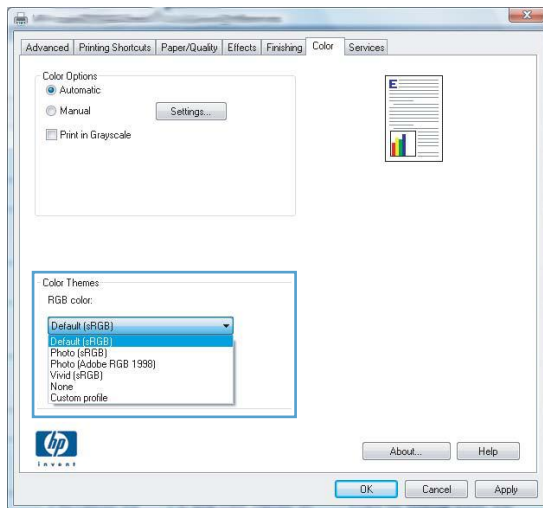 Advanced Printing Shortcuts Paper/Quality Effects Finishing Color Services
Color Options
Automatic
Manual Settings...
Print in Grayscale
E
Color Themes
RGB color:
Default (sRGB)
Default (sRGB)
Photo (sRGB)
Photo (Adobe RGB 1998)
Vivid (sRGB)
None
Custom profile
hp
invent
About... Help
OK Cancel Apply